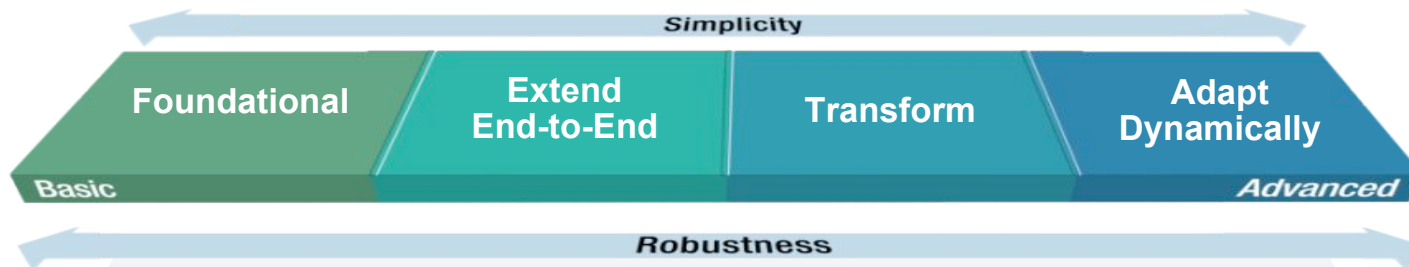 Simplicity
Foundational
Extend
End-to-End
Transform
Adapt
Dynamically
Basic
Advanced
Robustness